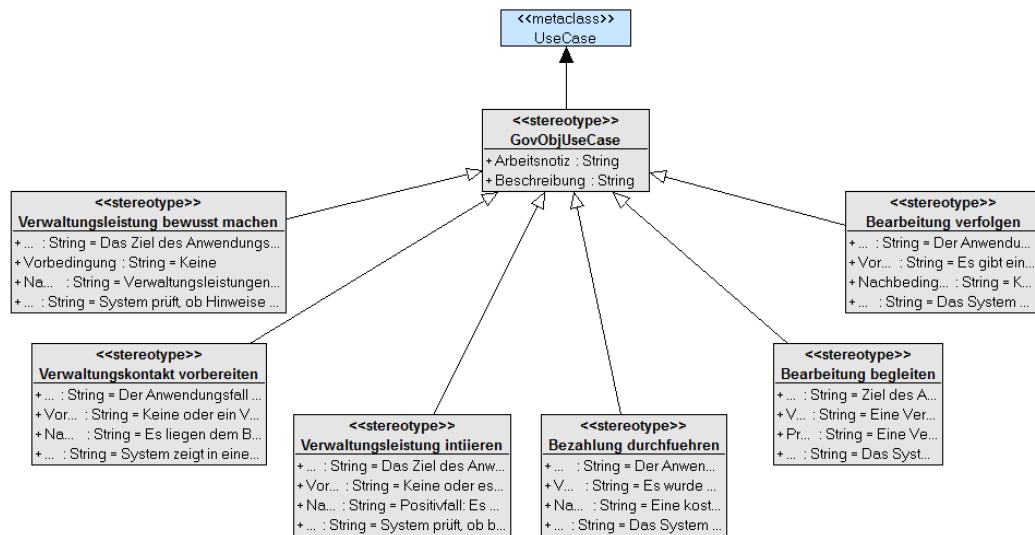 <<metaclass>>
UseCase
<<stereotype>>
GovObjUseCase
+ Arbeitsnotiz : String
+ Beschreibung : String
<<stereotype>>
Verwaltungsleistung bewusst machen
+ ... : String = Das Ziel des Anwendungs...
+ Vorbedingung : String = Keine
+ Na... : String = Verwaltungsleistungen...
+ ... : String = System prüft, ob Hinweise ...
<<stereotype>>
Bearbeitung verfolgen
+ ... : String = Der Anwendu...
+ Vor... : String = Es gibt ein...
+ Nachbeding... : String = K...
+ ... : String = Das System ...
<<stereotype>>
Verwaltungskontakt vorbereiten
+ ... : String = Der Anwendungsfall ...
+ Vor... : String = Keine oder ein V...
+ Na... : String = Es liegen dem B...
+ ... : String = System zeigt in eine...
<<stereotype>>
Bearbeitung begleiten
+ ... : String = Ziel des A...
+ V... : String = Eine Ver...
+ Pr... : String = Eine Ve...
+ ... : String = Das Syst...
<<stereotype>>
Verwaltungsleistung intiieren
+ ... : String = Das Ziel des Anw...
+ Vor... : String = Keine oder es...
+ Na... : String = Positivfall: Es ...
+ ... : String = System prüft, ob b...
<<stereotype>>
Bezahlung durchfuehren
+ ... : String = Der Anwen...
+ V... : String = Es wurde ...
+ Na... : String = Eine kost...
+ ... : String = Das System ...